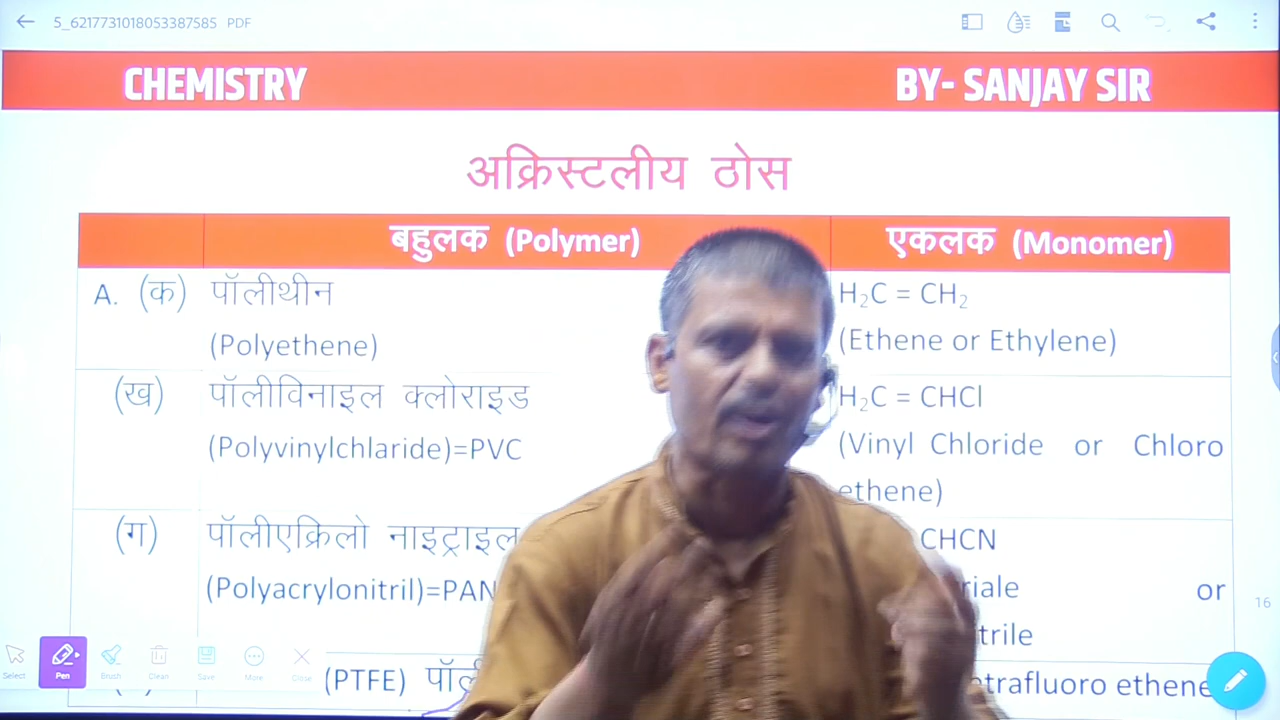 5_6217731018053387585 PDF
CHEMISTRY BY- SANJAY SIR
अक्रिस्टलीय ठोस
बहुलक (Polymer) एकलक (Monomer)
A. (क) पॉलीथीन H₂C = CH₂
(Polyethene) (Ethene or Ethylene)
(ख) पॉलीविनाइल क्लोराइड H₂C = CHCl
(Polyvinylchlaride)=PVC (Vinyl Chloride or Chloro
ethene)
(ग) पॉलीएक्रिलो नाइट्राइल CHCN
(Polyacrylonitril)=PAN or
16
(PTFE) ethene
Select Pen Brush Clean Save More Close